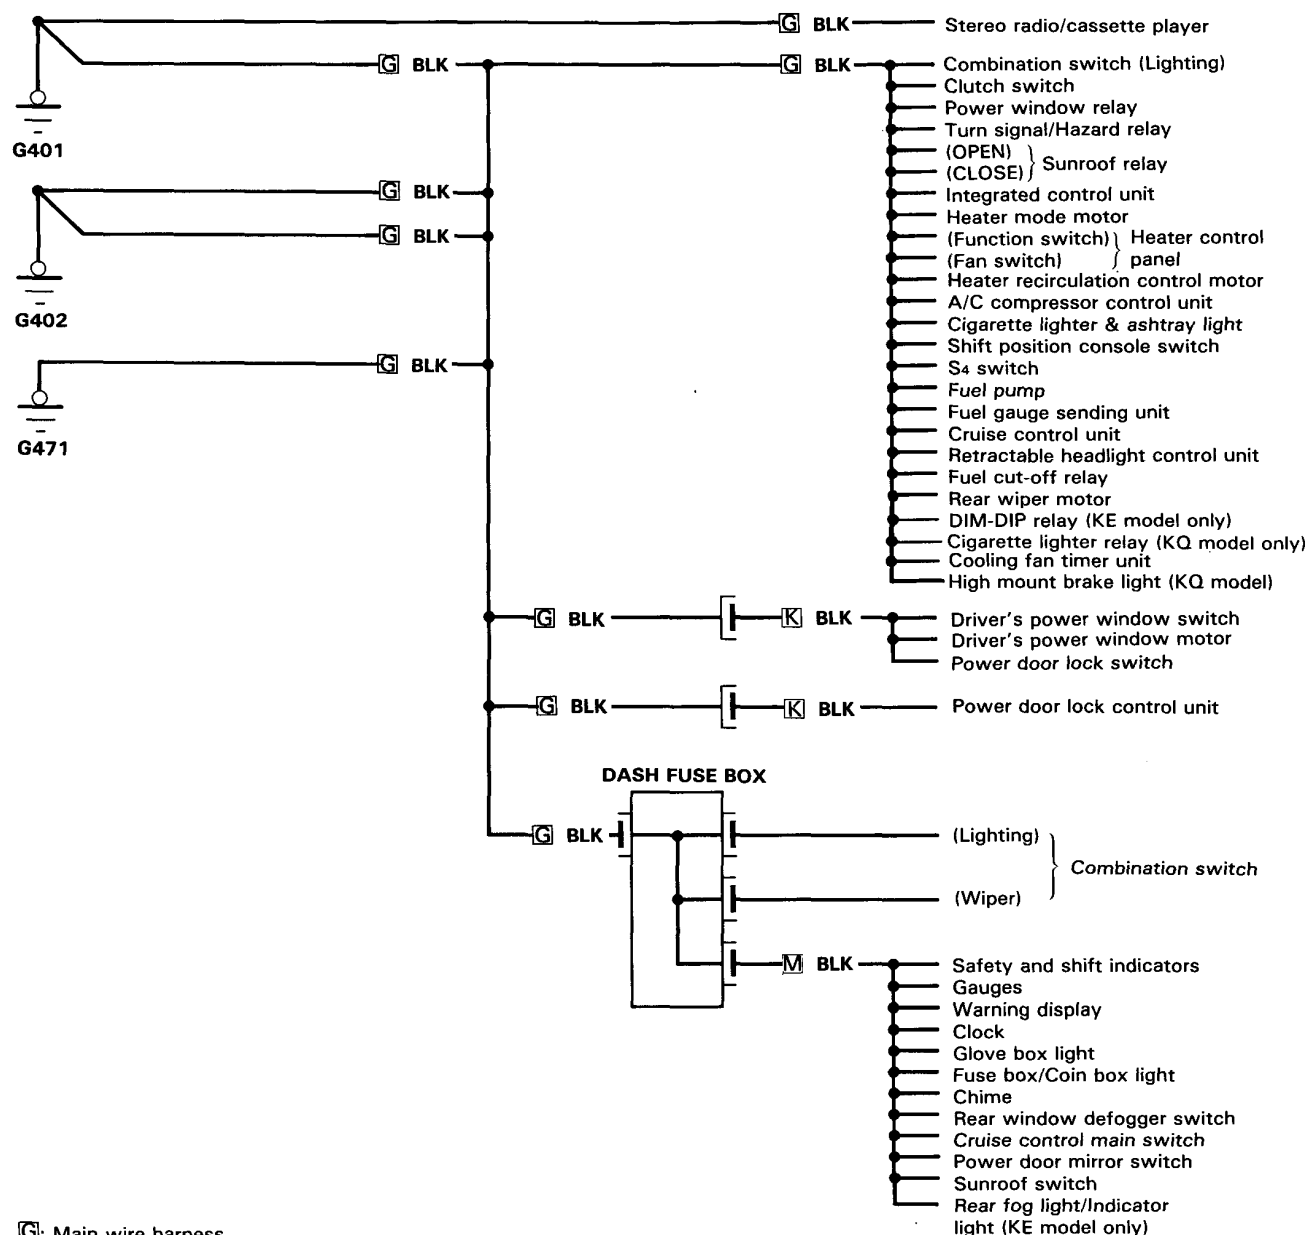 G BLK Stereo radio/cassette player
G BLK G BLK Combination switch (Lighting)
Clutch switch
Power window relay
G401 Turn signal/Hazard relay
(OPEN)
(CLOSE) Sunroof relay
G BLK Integrated control unit
Heater mode motor
G BLK (Function switch) Heater control
(Fan switch) panel
Heater recirculation control motor
A/C compressor control unit
G402 Cigarette lighter & ashtray light
Shift position console switch
G BLK S4 switch
Fuel pump
Fuel gauge sending unit
Cruise control unit
G471 Retractable headlight control unit
Fuel cut-off relay
Rear wiper motor
DIM-DIP relay (KE model only)
Cigarette lighter relay (KQ model only)
Cooling fan timer unit
High mount brake light (KQ model)
G BLK K BLK Driver's power window switch
Driver's power window motor
Power door lock switch
G BLK K BLK Power door lock control unit
DASH FUSE BOX
G BLK (Lighting)
Combination switch
(Wiper)
M BLK Safety and shift indicators
Gauges
Warning display
Clock
Glove box light
Fuse box/Coin box light
Chime
Rear window defogger switch
Cruise control main switch
Power door mirror switch
Sunroof switch
Rear fog light/Indicator
light (KE model only)
G: Main wire harness